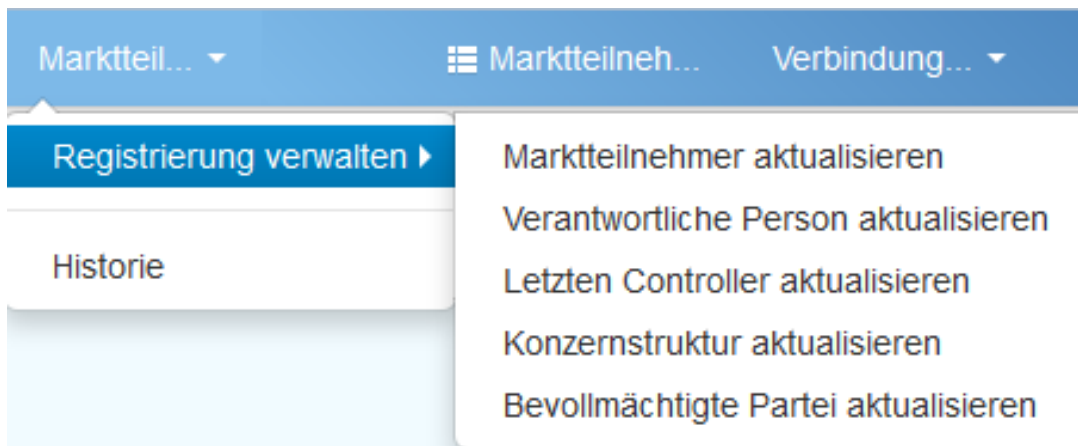 Marktteil... Marktteilneh... Verbindung...
Registrierung verwalten
Historie
Marktteilnehmer aktualisieren
Verantwortliche Person aktualisieren
Letzten Controller aktualisieren
Konzernstruktur aktualisieren
Bevollmächtigte Partei aktualisieren